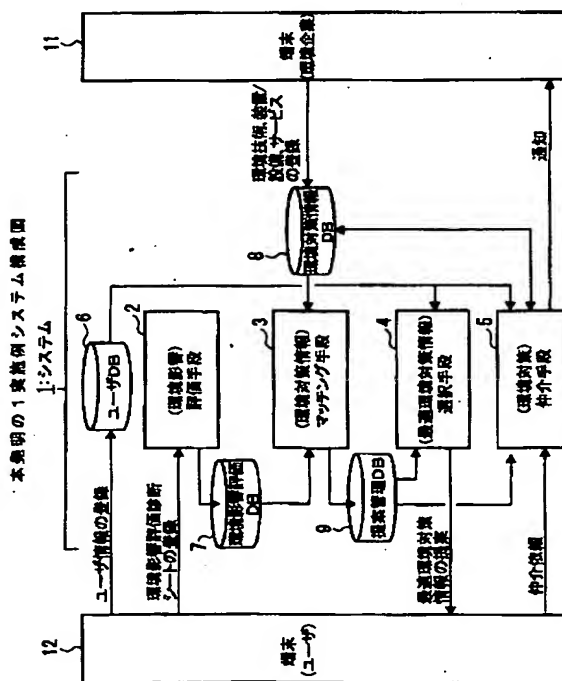 本発明の1実施例システム構成図
1:システム
12
端末
(ユーザ)
ユーザ情報の登録
環境影響評価診断
シートの登録
最適環境対策
情報の提案
仲介依頼
6
ユーザDB
2
(環境影響)
評価手段
7
環境影響評価
DB
3
(環境対策情報)
マッチング手段
9
提案管理DB
4
(最適環境対策情報)
選択手段
5
(環境対策)
仲介手段
8
環境対策情報
DB
環境技術、装置/
設備、サービス
の登録
通知
11
端末
(環境企業)